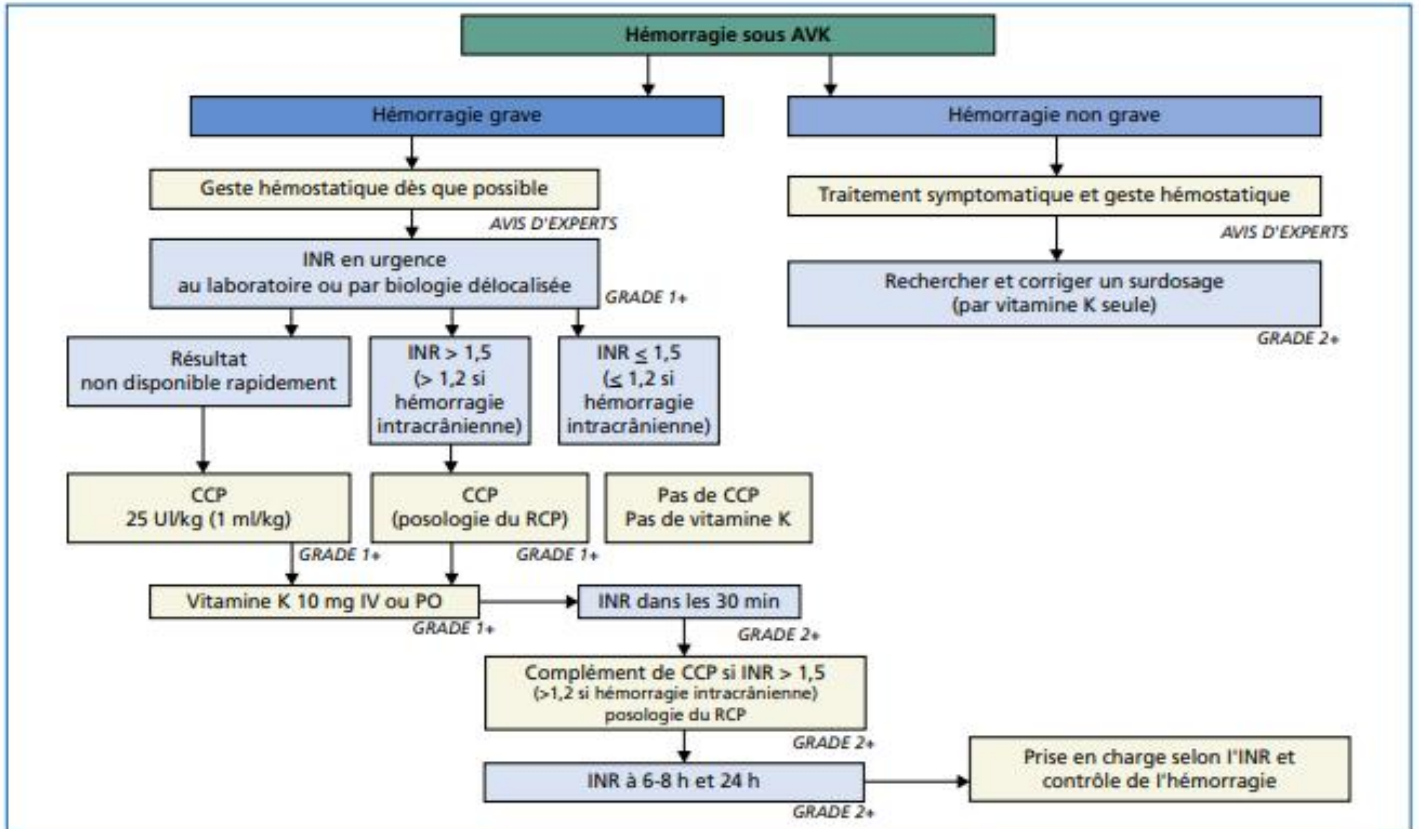 Hémorragie sous AVK
Hémorragie grave
Hémorragie non grave
Geste hémostatique dès que possible
AVIS D'EXPERTS
Traitement symptomatique et geste hémostatique
AVIS D'EXPERTS
INR en urgence
au laboratoire ou par biologie délocalisée
GRADE 1+
Rechercher et corriger un surdosage
(par vitamine K seule)
GRADE 2+
Résultat
non disponible rapidement
INR > 1,5
(> 1,2 si
hémorragie
intracrânienne)
INR ≤ 1,5
(≤ 1,2 si
hémorragie
intracrânienne)
CCP
25 UI/kg (1 ml/kg)
GRADE 1+
CCP
(posologie du RCP)
GRADE 1+
Pas de CCP
Pas de vitamine K
Vitamine K 10 mg IV ou PO
GRADE 1+
INR dans les 30 min
GRADE 2+
Complément de CCP si INR > 1,5
(>1,2 si hémorragie intracrânienne)
posologie du RCP
GRADE 2+
INR à 6-8 h et 24 h
GRADE 2+
Prise en charge selon l'INR et
contrôle de l'hémorragie